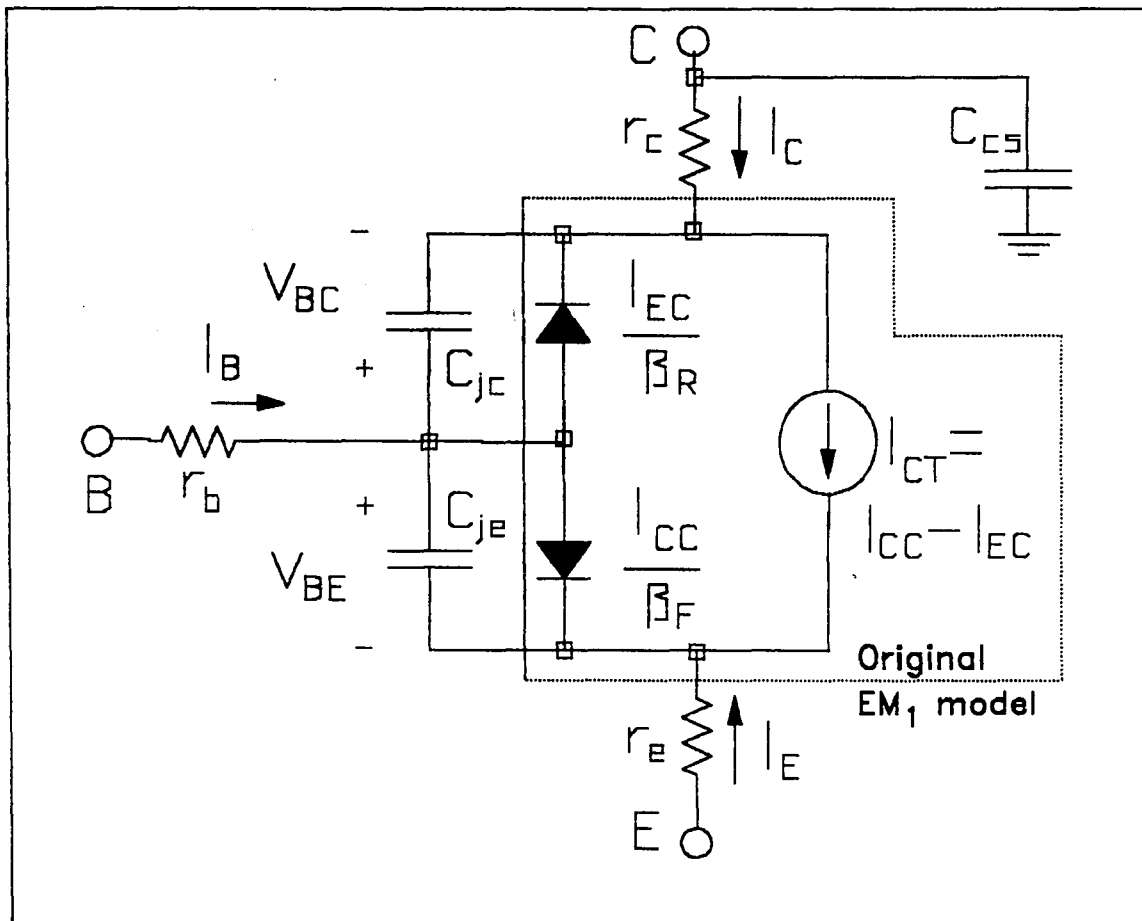 C
r_c
I_C
C_cs
−
V_BC
+
C_jc
I_EC
β_R
I_B
B
r_b
I_CT =
I_CC − I_EC
+
C_je
V_BE
−
I_CC
β_F
Original
EM₁ model
r_e
I_E
E